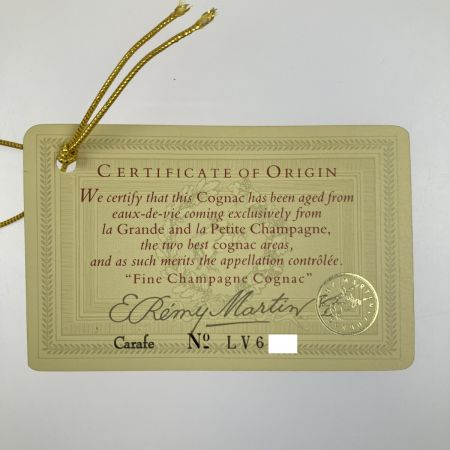 CERTIFICATE OF ORIGIN
We certify that this Cognac has been aged from
eaux-de-vie coming exclusively from
la Grande and la Petite Champagne,
the two best cognac areas,
and as such merits the appellation contrôlée.
"Fine Champagne Cognac"
E. Rémy Martin
Carafe Nº LV6